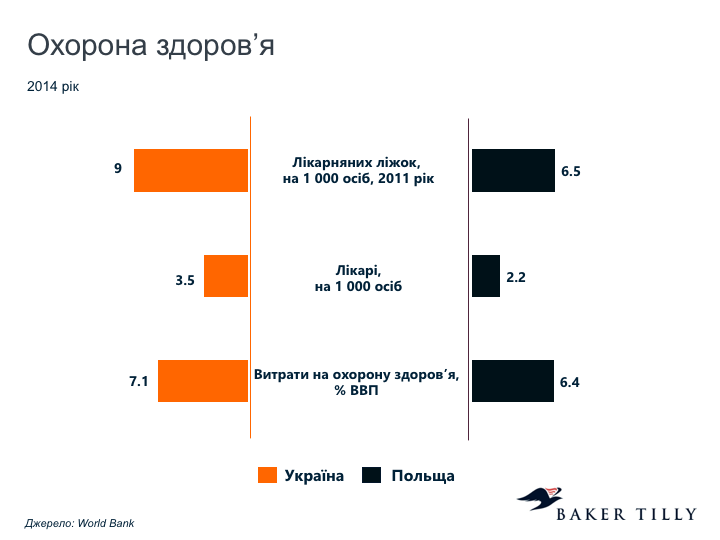 Охорона здоров’я
2014 рік
9
Лікарняних ліжок,
на 1 000 осіб, 2011 рік
6.5
3.5
Лікарі,
на 1 000 осіб
2.2
7.1
Витрати на охорону здоров’я,
% ВВП
6.4
Україна
Польща
BAKER TILLY
Джерело: World Bank